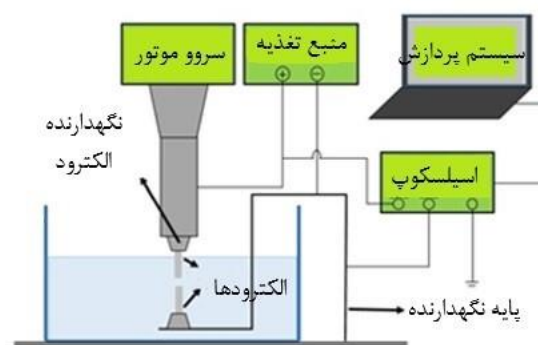 سروو موتور
منبع تغذیه
سیستم پردازش
+
−
نگهدارنده
الکترود
اسیلسکوپ
الکترودها
پایه نگهدارنده